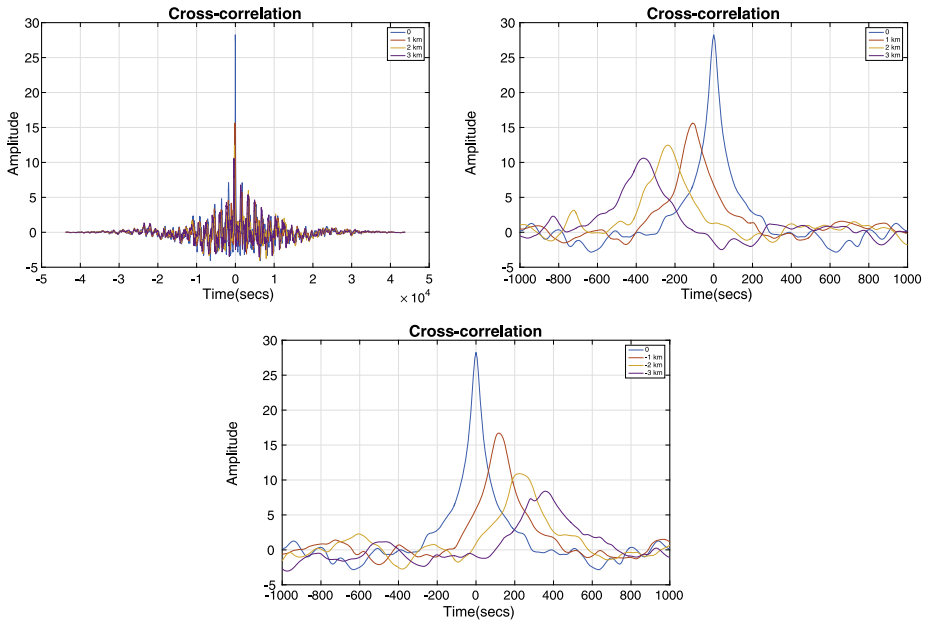 Cross-correlation
30
25
20
15
10
5
0
-5
Amplitude
0
1 km
2 km
3 km
-5 -4 -3 -2 -1 0 1 2 3 4 5
Time(secs)
× 10^4
Cross-correlation
30
25
20
15
10
5
0
-5
Amplitude
0
1 km
2 km
3 km
-1000 -800 -600 -400 -200 0 200 400 600 800 1000
Time(secs)
Cross-correlation
30
25
20
15
10
5
0
-5
Amplitude
0
-1 km
-2 km
-3 km
-1000 -800 -600 -400 -200 0 200 400 600 800 1000
Time(secs)